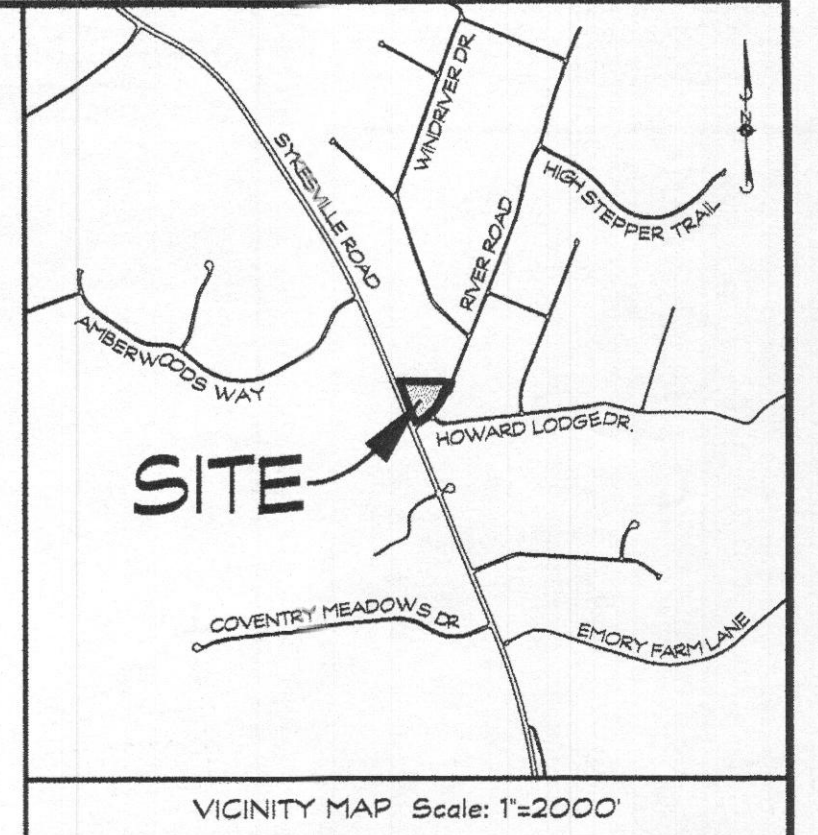 WINDRIVER DR.
SYKESVILLE ROAD
HIGH STEPPER TRAIL
RIVER ROAD
AMBERWOODS WAY
HOWARD LODGE DR.
SITE
COVENTRY MEADOWS DR
EMORY FARM LANE
VICINITY MAP Scale: 1"=2000'
N